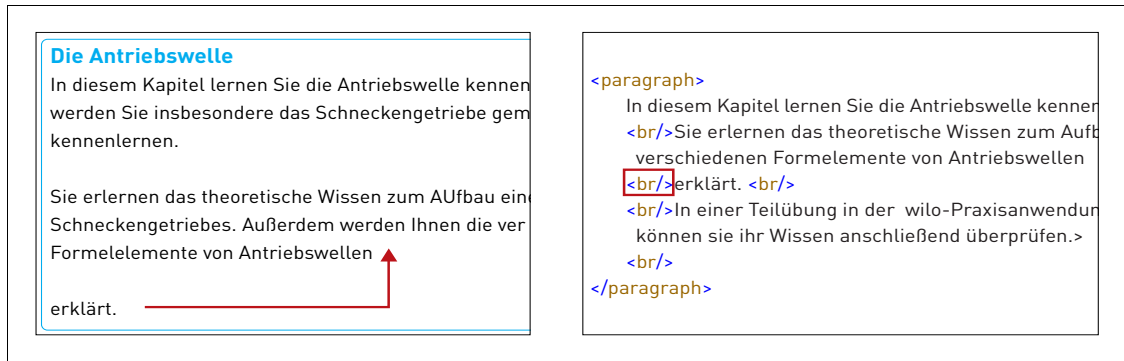 Die Antriebswelle
In diesem Kapitel lernen Sie die Antriebswelle kennen
werden Sie insbesondere das Schneckengetriebe gem
kennenlernen.
Sie erlernen das theoretische Wissen zum AUfbau eine
Schneckengetriebes. Außerdem werden Ihnen die ver
Formelelemente von Antriebswellen
erklärt.
<paragraph>
In diesem Kapitel lernen Sie die Antriebswelle kenner
<br/>Sie erlernen das theoretische Wissen zum Aufb
verschiedenen Formelemente von Antriebswellen
<br/>erklärt. <br/>
<br/>In einer Teilübung in der wilo-Praxisanwendun
können sie ihr Wissen anschließend überprüfen.>
<br/>
</paragraph>